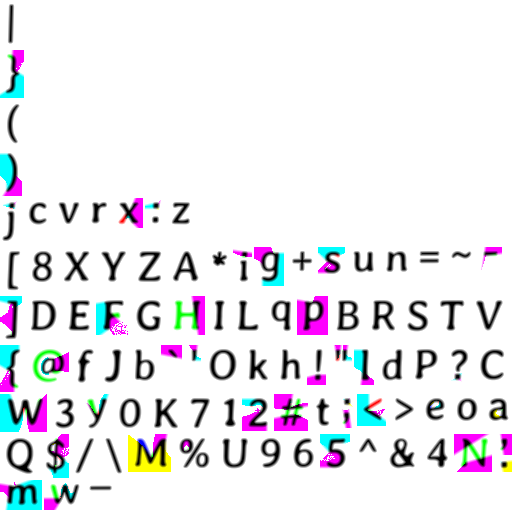 |
}
(
)
j c v r x : z
[ 8 X Y Z A * i g + s u n = ~ -
] D E F G H I L q p B R S T V
{ @ f J b ` ' O k h ! " l d P ? C
W 3 y 0 K 7 1 2 # t ; < > e o a
Q $ / \ M % U 9 6 5 ^ & 4 N .
m w —